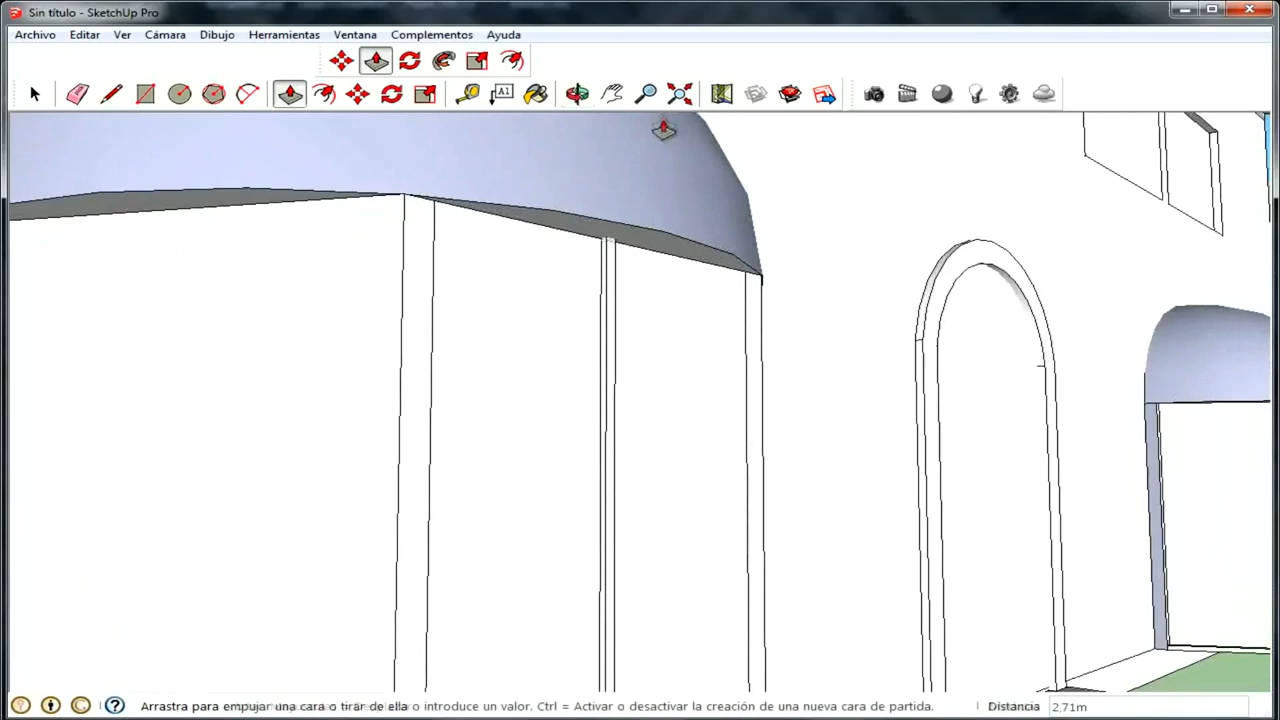 Sin título - SketchUp Pro
Archivo Editar Ver Cámara Dibujo Herramientas Ventana Complementos Ayuda
A1
Arrastra para empujar una cara o tirar de ella o introduce un valor. Ctrl = Activar o desactivar la creación de una nueva cara de partida. Distancia 2,71m